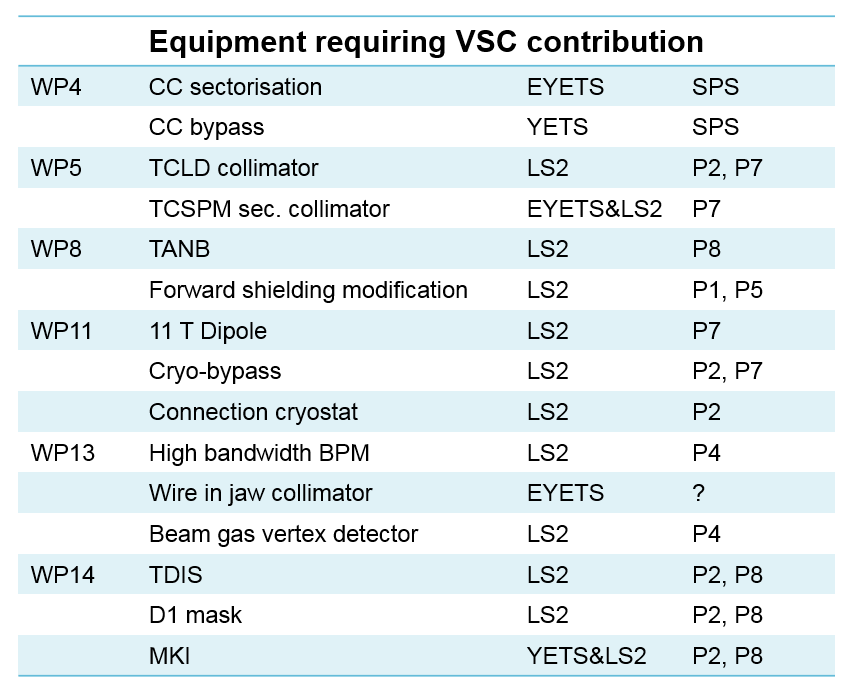 Equipment requiring VSC contribution
WP4 CC sectorisation EYETS SPS
CC bypass YETS SPS
WP5 TCLD collimator LS2 P2, P7
TCSPM sec. collimator EYETS&LS2 P7
WP8 TANB LS2 P8
Forward shielding modification LS2 P1, P5
WP11 11 T Dipole LS2 P7
Cryo-bypass LS2 P2, P7
Connection cryostat LS2 P2
WP13 High bandwidth BPM LS2 P4
Wire in jaw collimator EYETS ?
Beam gas vertex detector LS2 P4
WP14 TDIS LS2 P2, P8
D1 mask LS2 P2, P8
MKI YETS&LS2 P2, P8